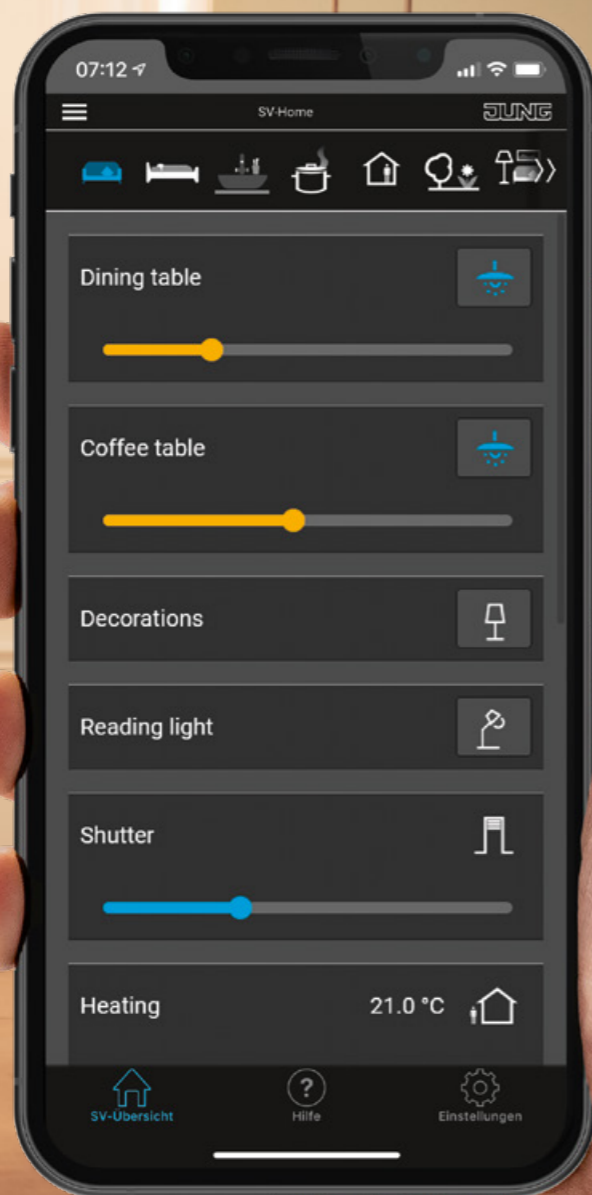 07:12
SV-Home
JUNG
Dining table
Coffee table
Decorations
Reading light
Shutter
Heating 21.0 °C
SV-Übersicht
?
Hilfe
Einstellungen